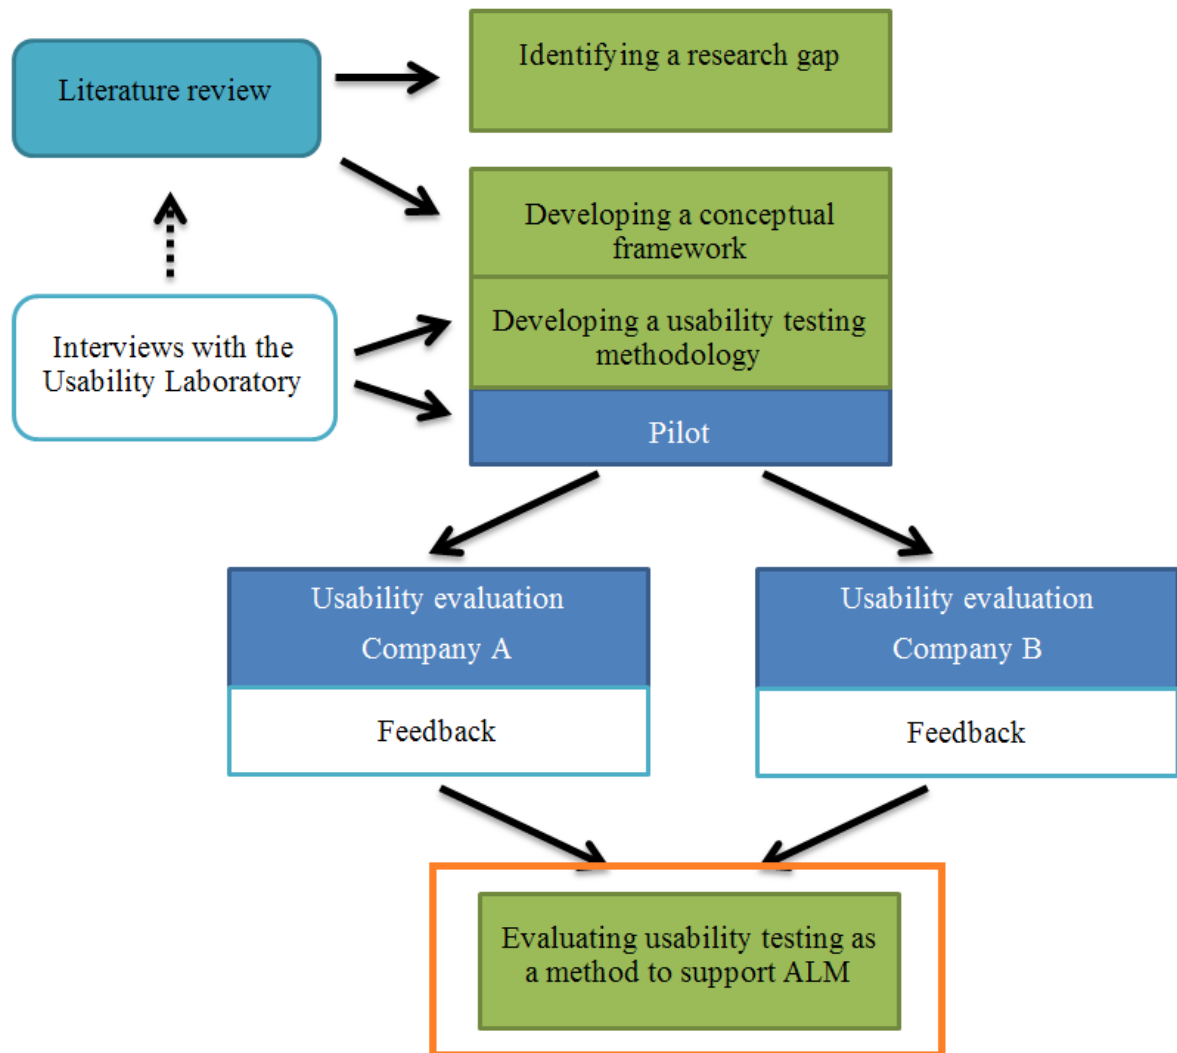 Identifying a research gap
Literature review
Developing a conceptual
framework
Developing a usability testing
methodology
Interviews with the
Usability Laboratory
Pilot
Usability evaluation
Company A
Feedback
Usability evaluation
Company B
Feedback
Evaluating usability testing as
a method to support ALM